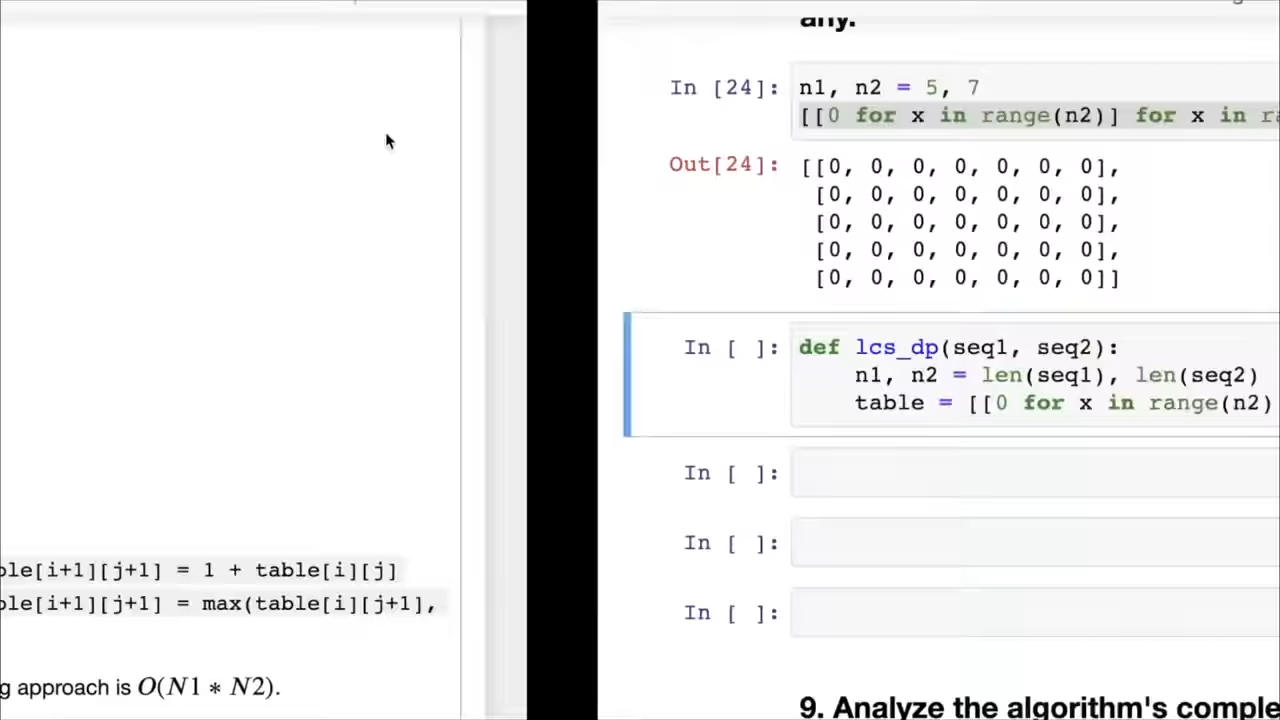 ble[i+1][j+1] = 1 + table[i][j]
ble[i+1][j+1] = max(table[i][j+1],
g approach is O(N1 * N2).
any.
In [24]: n1, n2 = 5, 7
[[0 for x in range(n2)] for x in ra
Out[24]: [[0, 0, 0, 0, 0, 0, 0],
[0, 0, 0, 0, 0, 0, 0],
[0, 0, 0, 0, 0, 0, 0],
[0, 0, 0, 0, 0, 0, 0],
[0, 0, 0, 0, 0, 0, 0]]
In [ ]: def lcs_dp(seq1, seq2):
n1, n2 = len(seq1), len(seq2)
table = [[0 for x in range(n2)
In [ ]:
In [ ]:
In [ ]:
9. Analyze the algorithm's comple